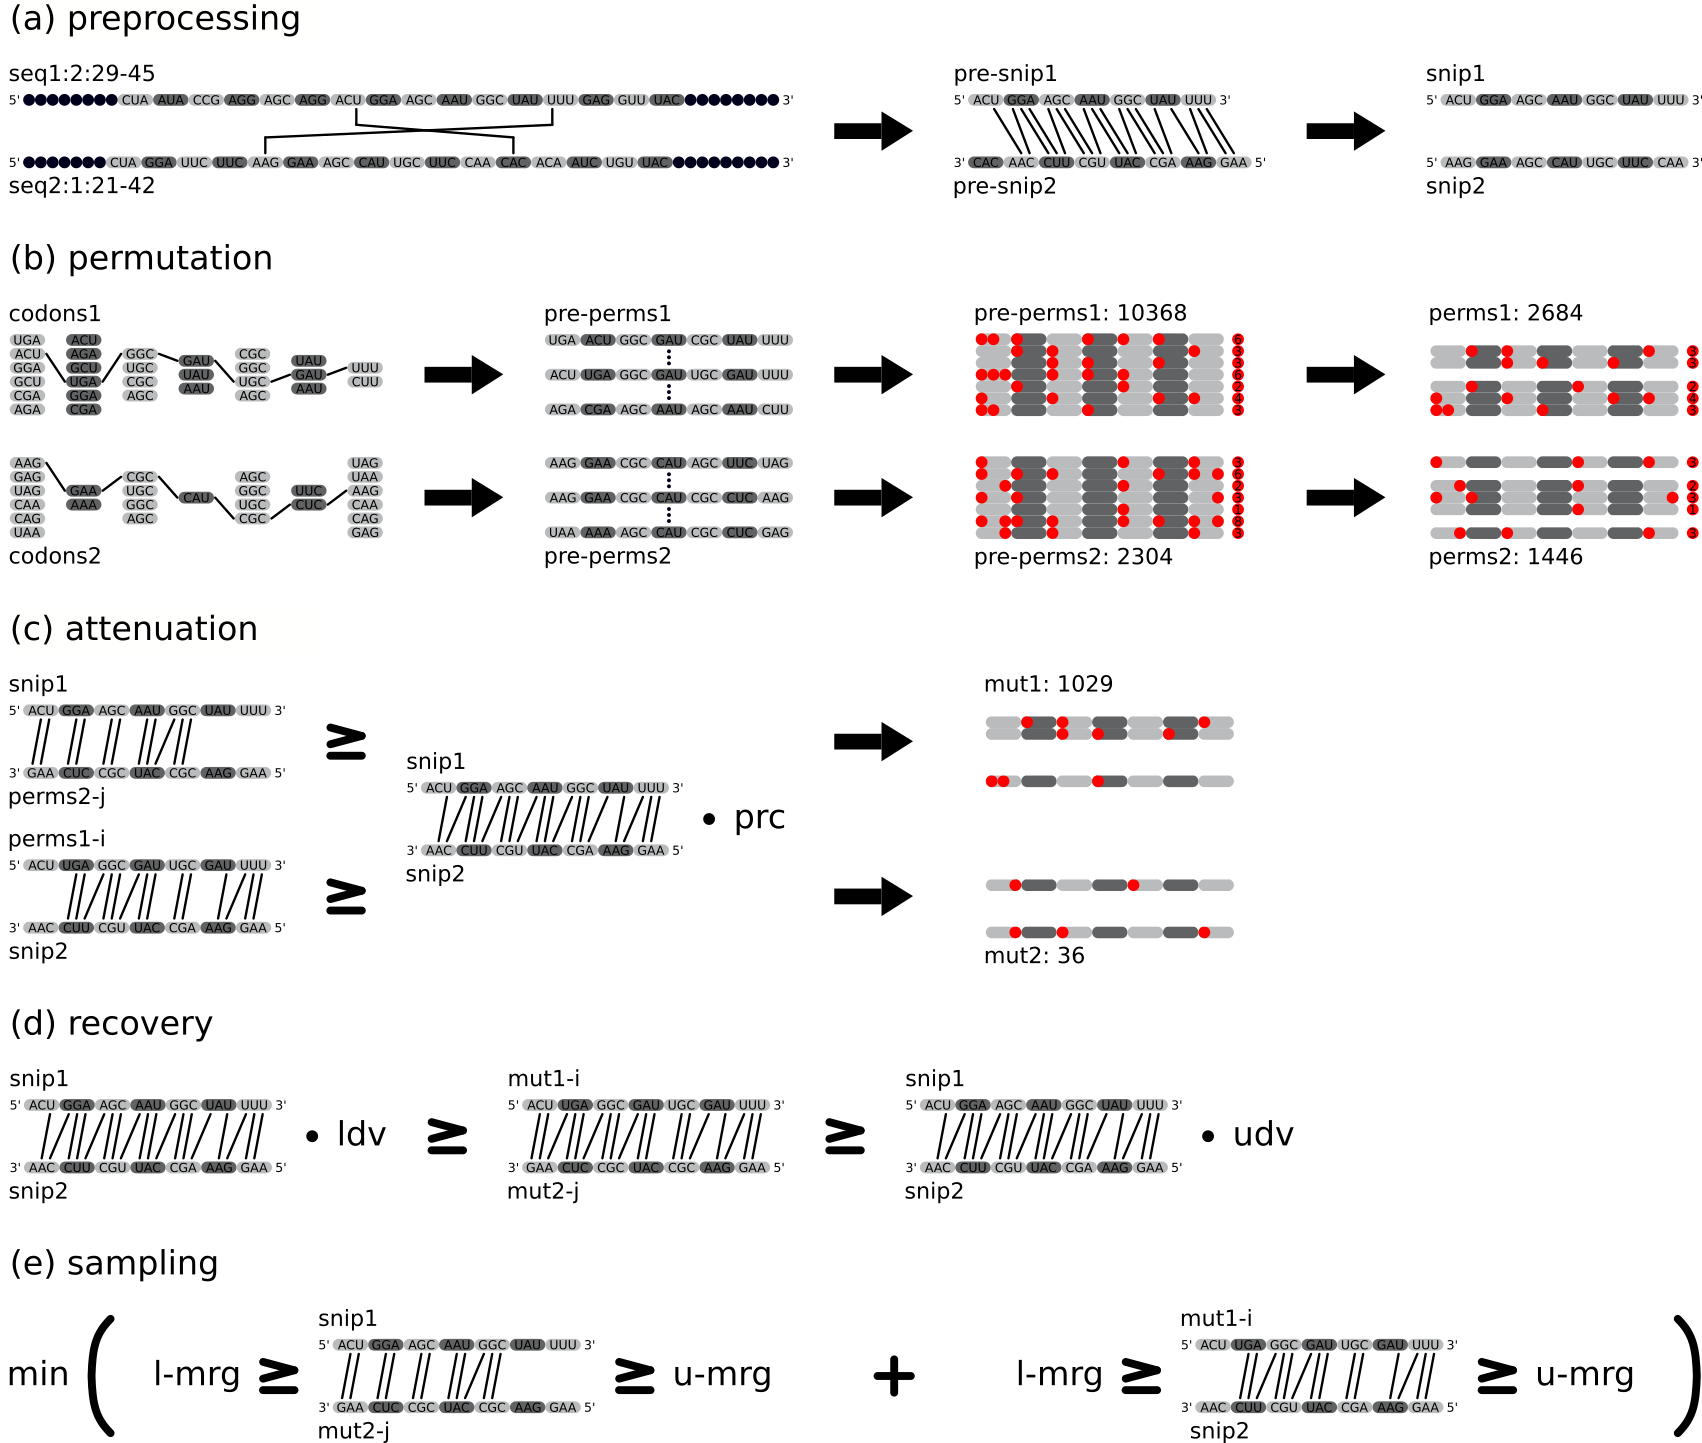 (a) preprocessing
seq1:2:29-45
5' CUA AUA CCG AGG AGC AGG ACU GGA AGC AAU GGC UAU UUU GAG GUU UAC 3'
5' CUA GGA UUC UUC AAG GAA AGC CAU UGC UUC CAA CAC ACA AUC UGU UAC 3'
seq2:1:21-42
pre-snip1
5' ACU GGA AGC AAU GGC UAU UUU 3'
3' CAC AAC CUU CGU UAC CGA AAG GAA 5'
pre-snip2
snip1
5' ACU GGA AGC AAU GGC UAU UUU 3'
5' AAG GAA AGC CAU UGC UUC CAA 3'
snip2
(b) permutation
codons1
UGA ACU
ACU AGA GGC GAU CGC UAU
GGA GCU UGC UAU GGC GAU UUU
GCU UGA CGC AAU UGC AAU CUU
CGA GGA AGC AGC
AGA CGA
AAG UAG
GAG CGC AGC UAA
UAG GAA UGC CAU GGC UUC AAG
CAA AAA GGC UGC CUC CAA
CAG AGC CGC CAG
UAA GAG
codons2
pre-perms1
UGA ACU GGC GAU CGC UAU UUU
ACU UGA GGC GAU UGC GAU UUU
AGA CGA AGC AAU AGC AAU CUU
AAG GAA CGC CAU AGC UUC UAG
AAG GAA CGC CAU CGC CUC AAG
UAA AAA AGC CAU CGC CUC GAG
pre-perms2
pre-perms1: 10368
6
3
3
6
2
4
3
3
6
2
3
1
8
3
pre-perms2: 2304
perms1: 2684
3
3
2
4
3
3
2
3
1
3
perms2: 1446
(c) attenuation
snip1
5' ACU GGA AGC AAU GGC UAU UUU 3'
3' GAA CUC CGC UAC CGC AAG GAA 5'
perms2-j
≥
perms1-i
5' ACU UGA GGC GAU UGC GAU UUU 3'
3' AAC CUU CGU UAC CGA AAG GAA 5'
snip2
≥
snip1
5' ACU GGA AGC AAU GGC UAU UUU 3'
3' AAC CUU CGU UAC CGA AAG GAA 5'
snip2
• prc
mut1: 1029
mut2: 36
(d) recovery
snip1
5' ACU GGA AGC AAU GGC UAU UUU 3'
3' AAC CUU CGU UAC CGA AAG GAA 5'
snip2
• ldv ≥
mut1-i
5' ACU UGA GGC GAU UGC GAU UUU 3'
3' GAA CUC CGC UAC CGC AAG GAA 5'
mut2-j
≥
snip1
5' ACU GGA AGC AAU GGC UAU UUU 3'
3' AAC CUU CGU UAC CGA AAG GAA 5'
snip2
• udv
(e) sampling
min ( l-mrg ≥
snip1
5' ACU GGA AGC AAU GGC UAU UUU 3'
3' GAA CUC CGC UAC CGC AAG GAA 5'
mut2-j
≥ u-mrg + l-mrg ≥
mut1-i
5' ACU UGA GGC GAU UGC GAU UUU 3'
3' AAC CUU CGU UAC CGA AAG GAA 5'
snip2
≥ u-mrg )